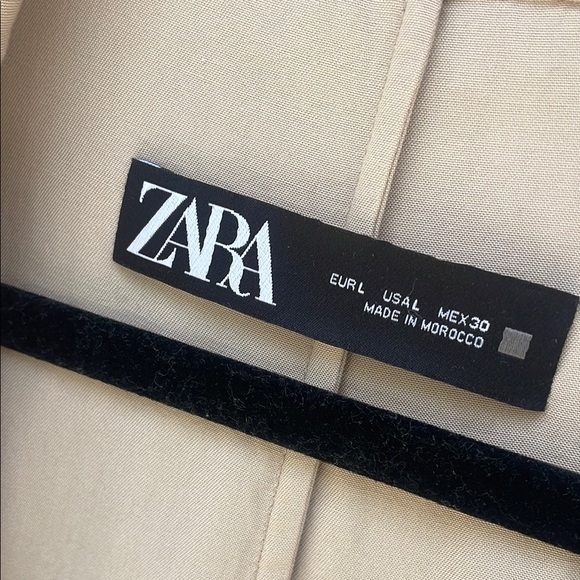 ZARA
EUR L USA L MEX 30
MADE IN MOROCCO